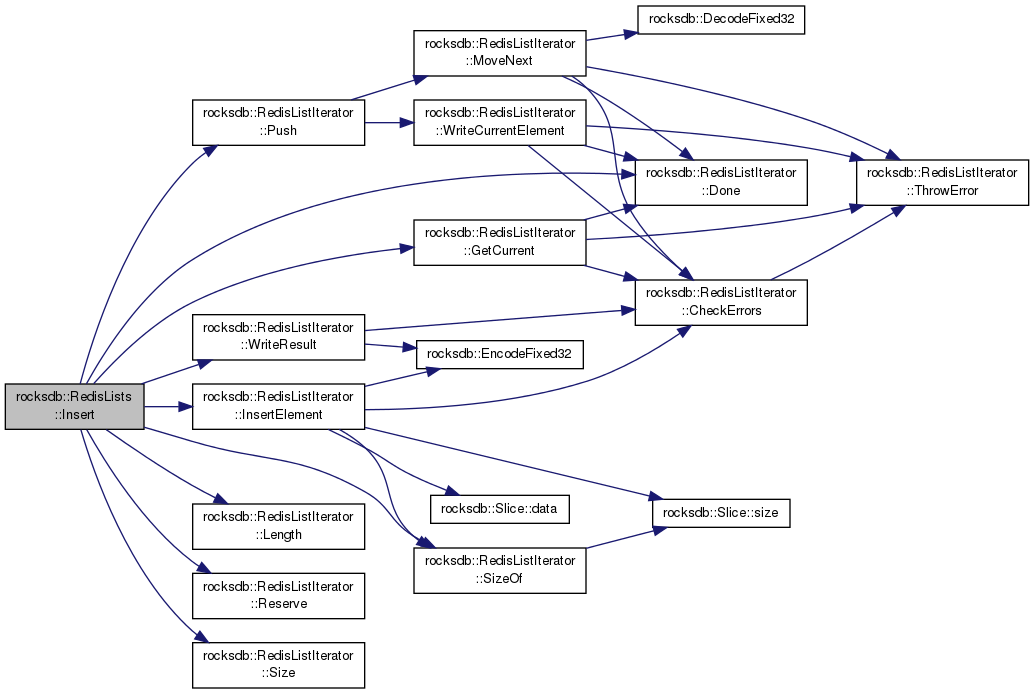 rocksdb::DecodeFixed32
rocksdb::RedisListIterator
::MoveNext
rocksdb::RedisListIterator
::Push
rocksdb::RedisListIterator
::WriteCurrentElement
rocksdb::RedisListIterator
::Done
rocksdb::RedisListIterator
::ThrowError
rocksdb::RedisListIterator
::GetCurrent
rocksdb::RedisListIterator
::CheckErrors
rocksdb::RedisListIterator
::WriteResult
rocksdb::EncodeFixed32
rocksdb::RedisLists
::Insert
rocksdb::RedisListIterator
::InsertElement
rocksdb::Slice::data
rocksdb::Slice::size
rocksdb::RedisListIterator
::Length
rocksdb::RedisListIterator
::SizeOf
rocksdb::RedisListIterator
::Reserve
rocksdb::RedisListIterator
::Size